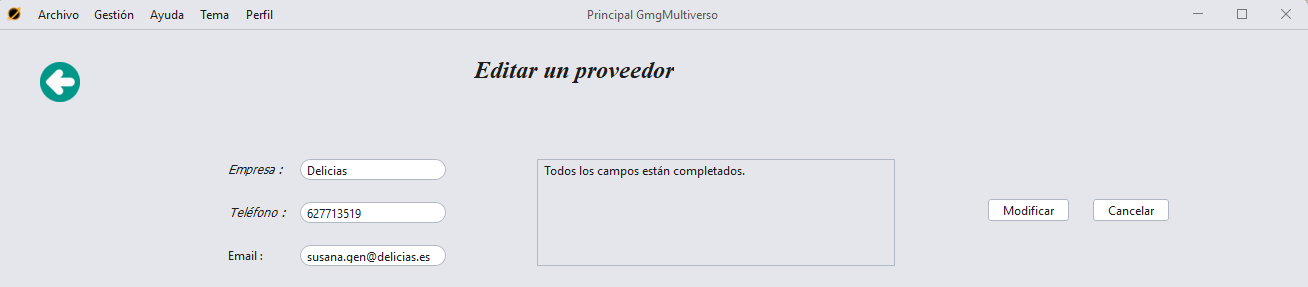 Archivo Gestión Ayuda Tema Perfil Principal GmgMultiverso
Editar un proveedor
Empresa : Delicias
Todos los campos están completados.
Teléfono : 627713519
Modificar Cancelar
Email : susana.gen@delicias.es